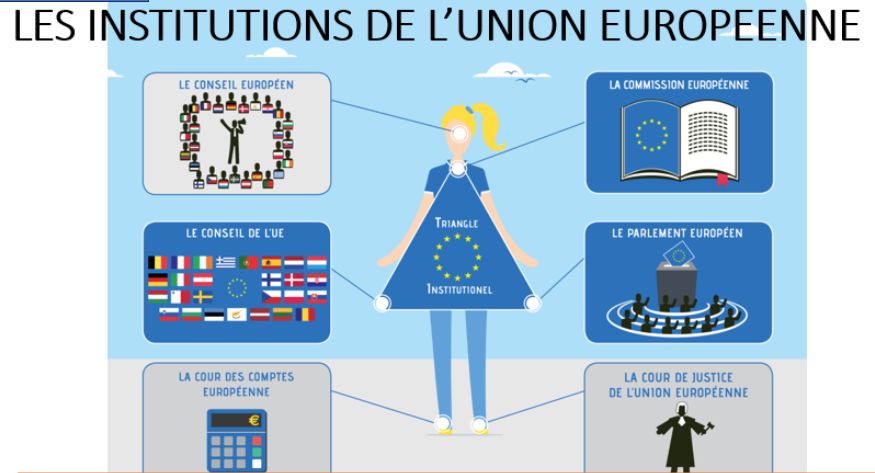 LES INSTITUTIONS DE L'UNION EUROPEENNE
LE CONSEIL EUROPÉEN
LA COMMISSION EUROPÉENNE
LE CONSEIL DE L'UE
TRIANGLE
INSTITUTIONEL
LE PARLEMENT EUROPÉEN
LA COUR DES COMPTES
EUROPÉENNE
€
LA COUR DE JUSTICE
DE L'UNION EUROPÉENNE